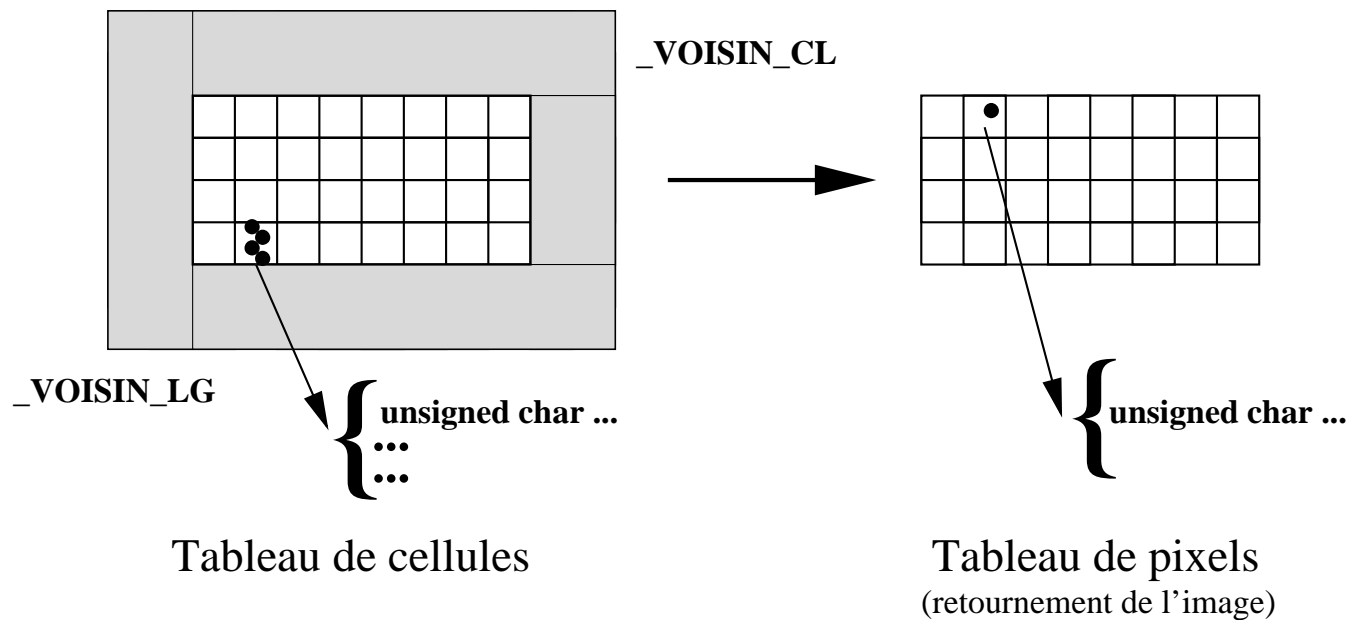 _VOISIN_CL
_VOISIN_LG
{ unsigned char ...
...
...
{ unsigned char ...
Tableau de cellules
Tableau de pixels
(retournement de l’image)